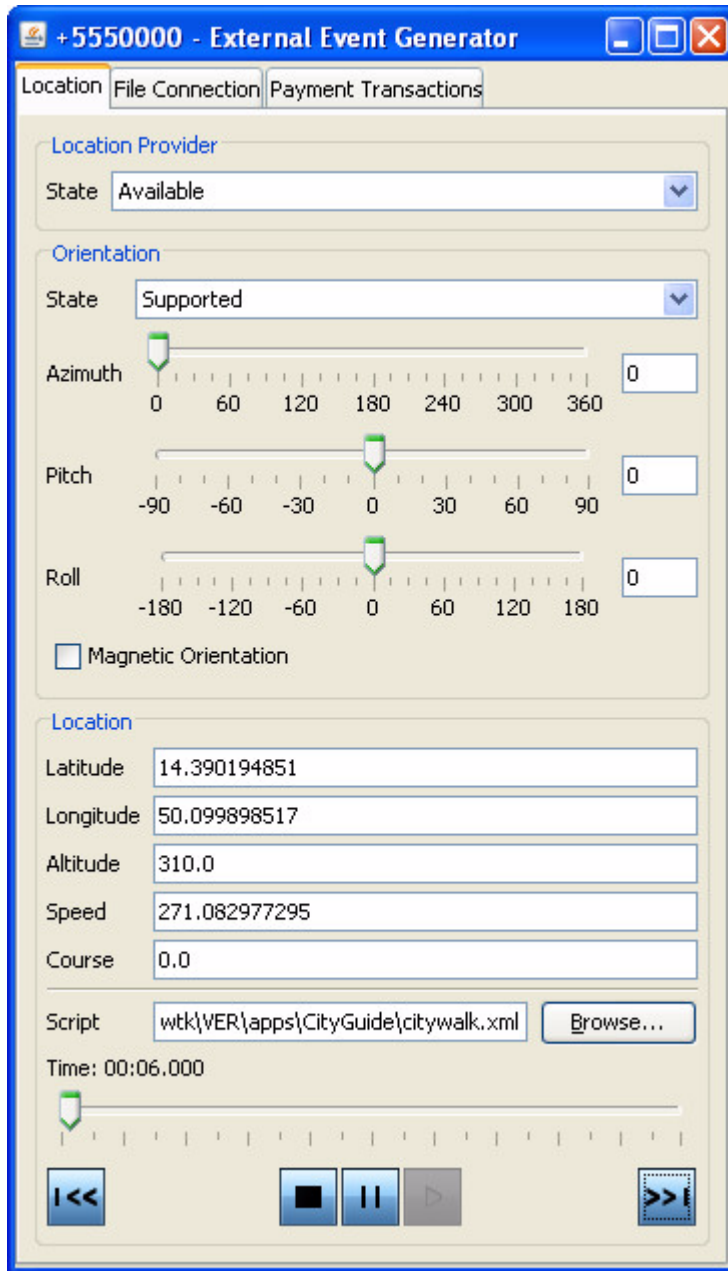 +5550000 - External Event Generator
Location File Connection Payment Transactions
Location Provider
State Available
Orientation
State Supported
Azimuth 0
0 60 120 180 240 300 360
Pitch 0
-90 -60 -30 0 30 60 90
Roll 0
-180 -120 -60 0 60 120 180
Magnetic Orientation
Location
Latitude 14.390194851
Longitude 50.099898517
Altitude 310.0
Speed 271.082977295
Course 0.0
Script wtk\VER\apps\CityGuide\citywalk.xml Browse...
Time: 00:06.000